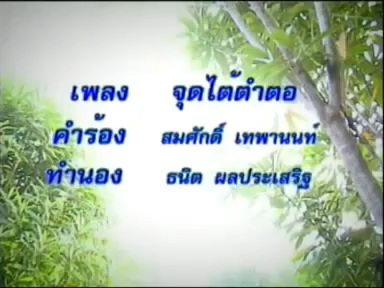 เพลง จุดไต้ตำตอ
คำร้อง สมศักดิ์ เทพานนท์
ทำนอง ธนิต ผลประเสริฐ